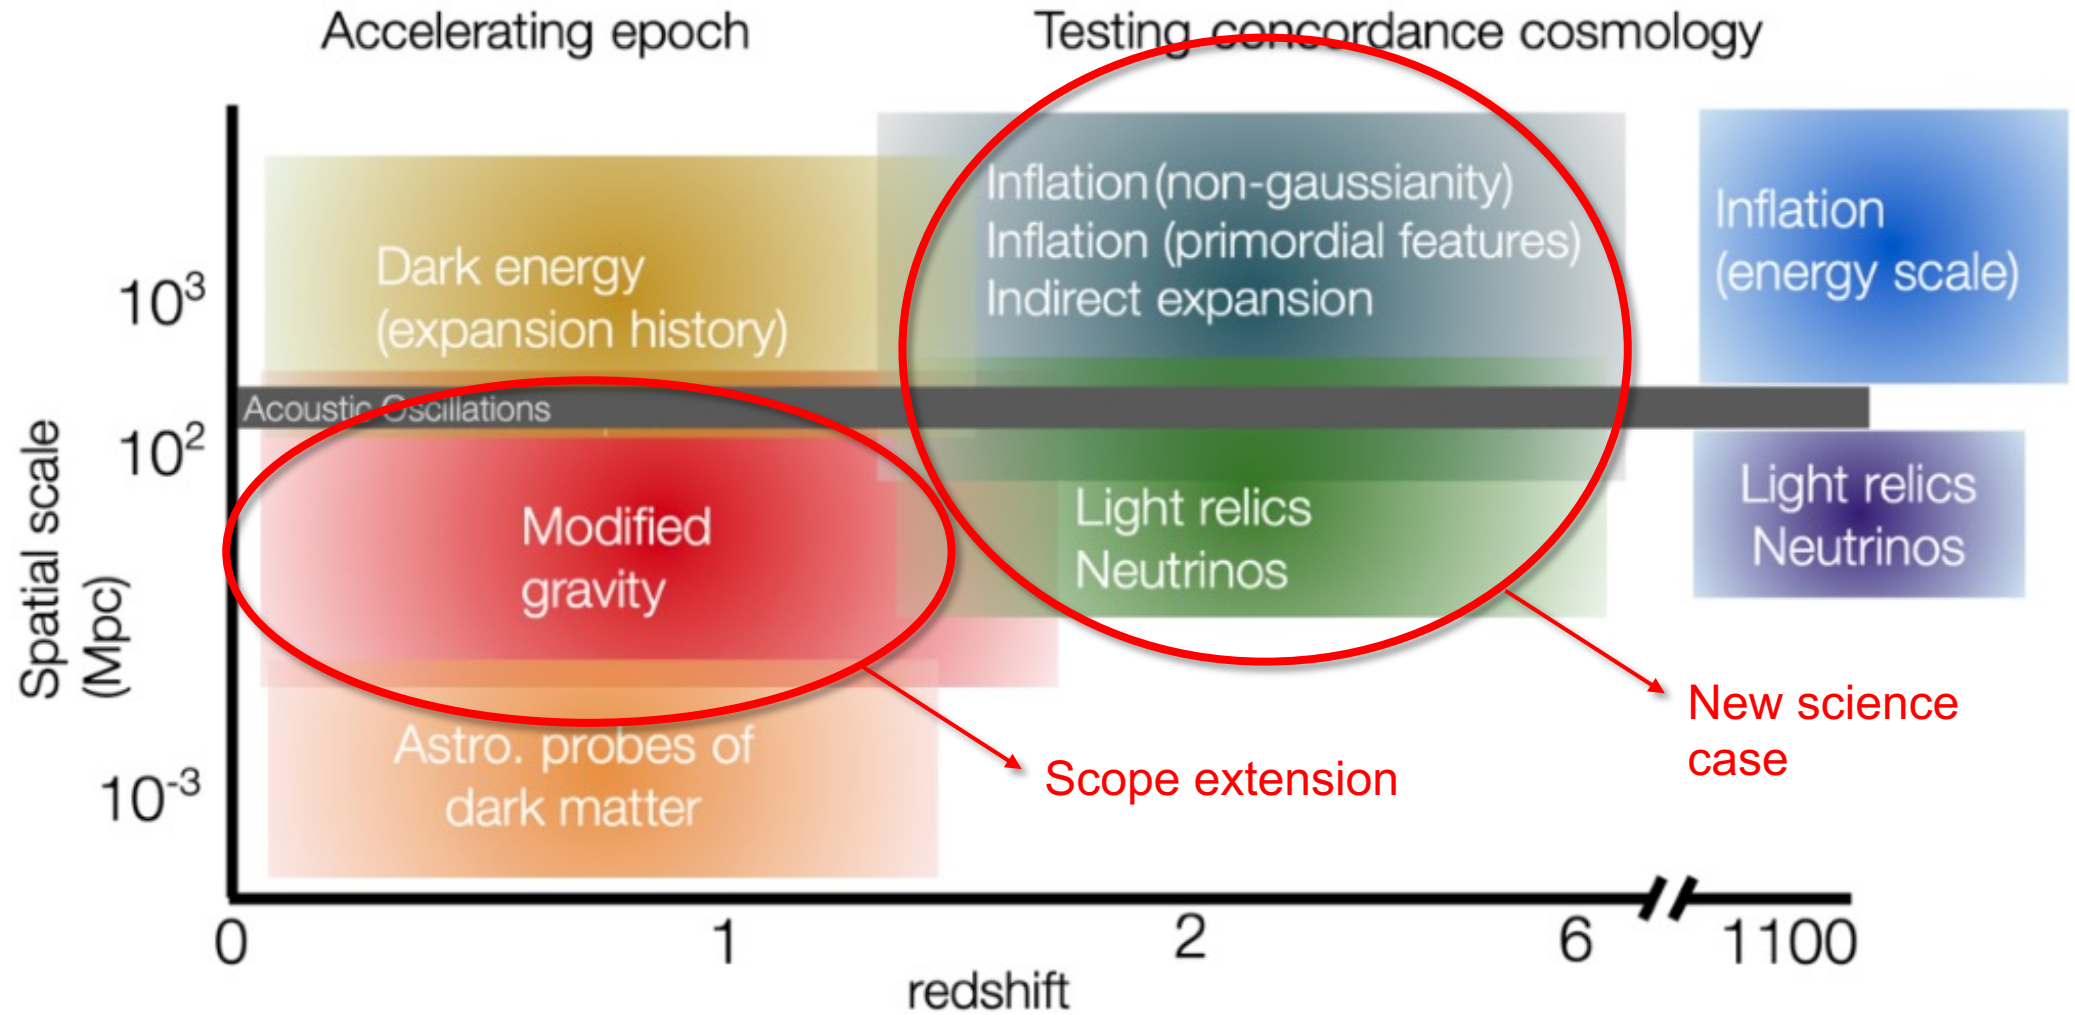 Accelerating epoch
Testing concordance cosmology
Inflation (non-gaussianity)
Inflation (primordial features)
Indirect expansion
Inflation
(energy scale)
Dark energy
(expansion history)
10³
Acoustic Oscillations
10²
Spatial scale
(Mpc)
Modified
gravity
Light relics
Neutrinos
Light relics
Neutrinos
New science
case
Astro. probes of
dark matter
Scope extension
10⁻³
0
1
2
6
1100
redshift